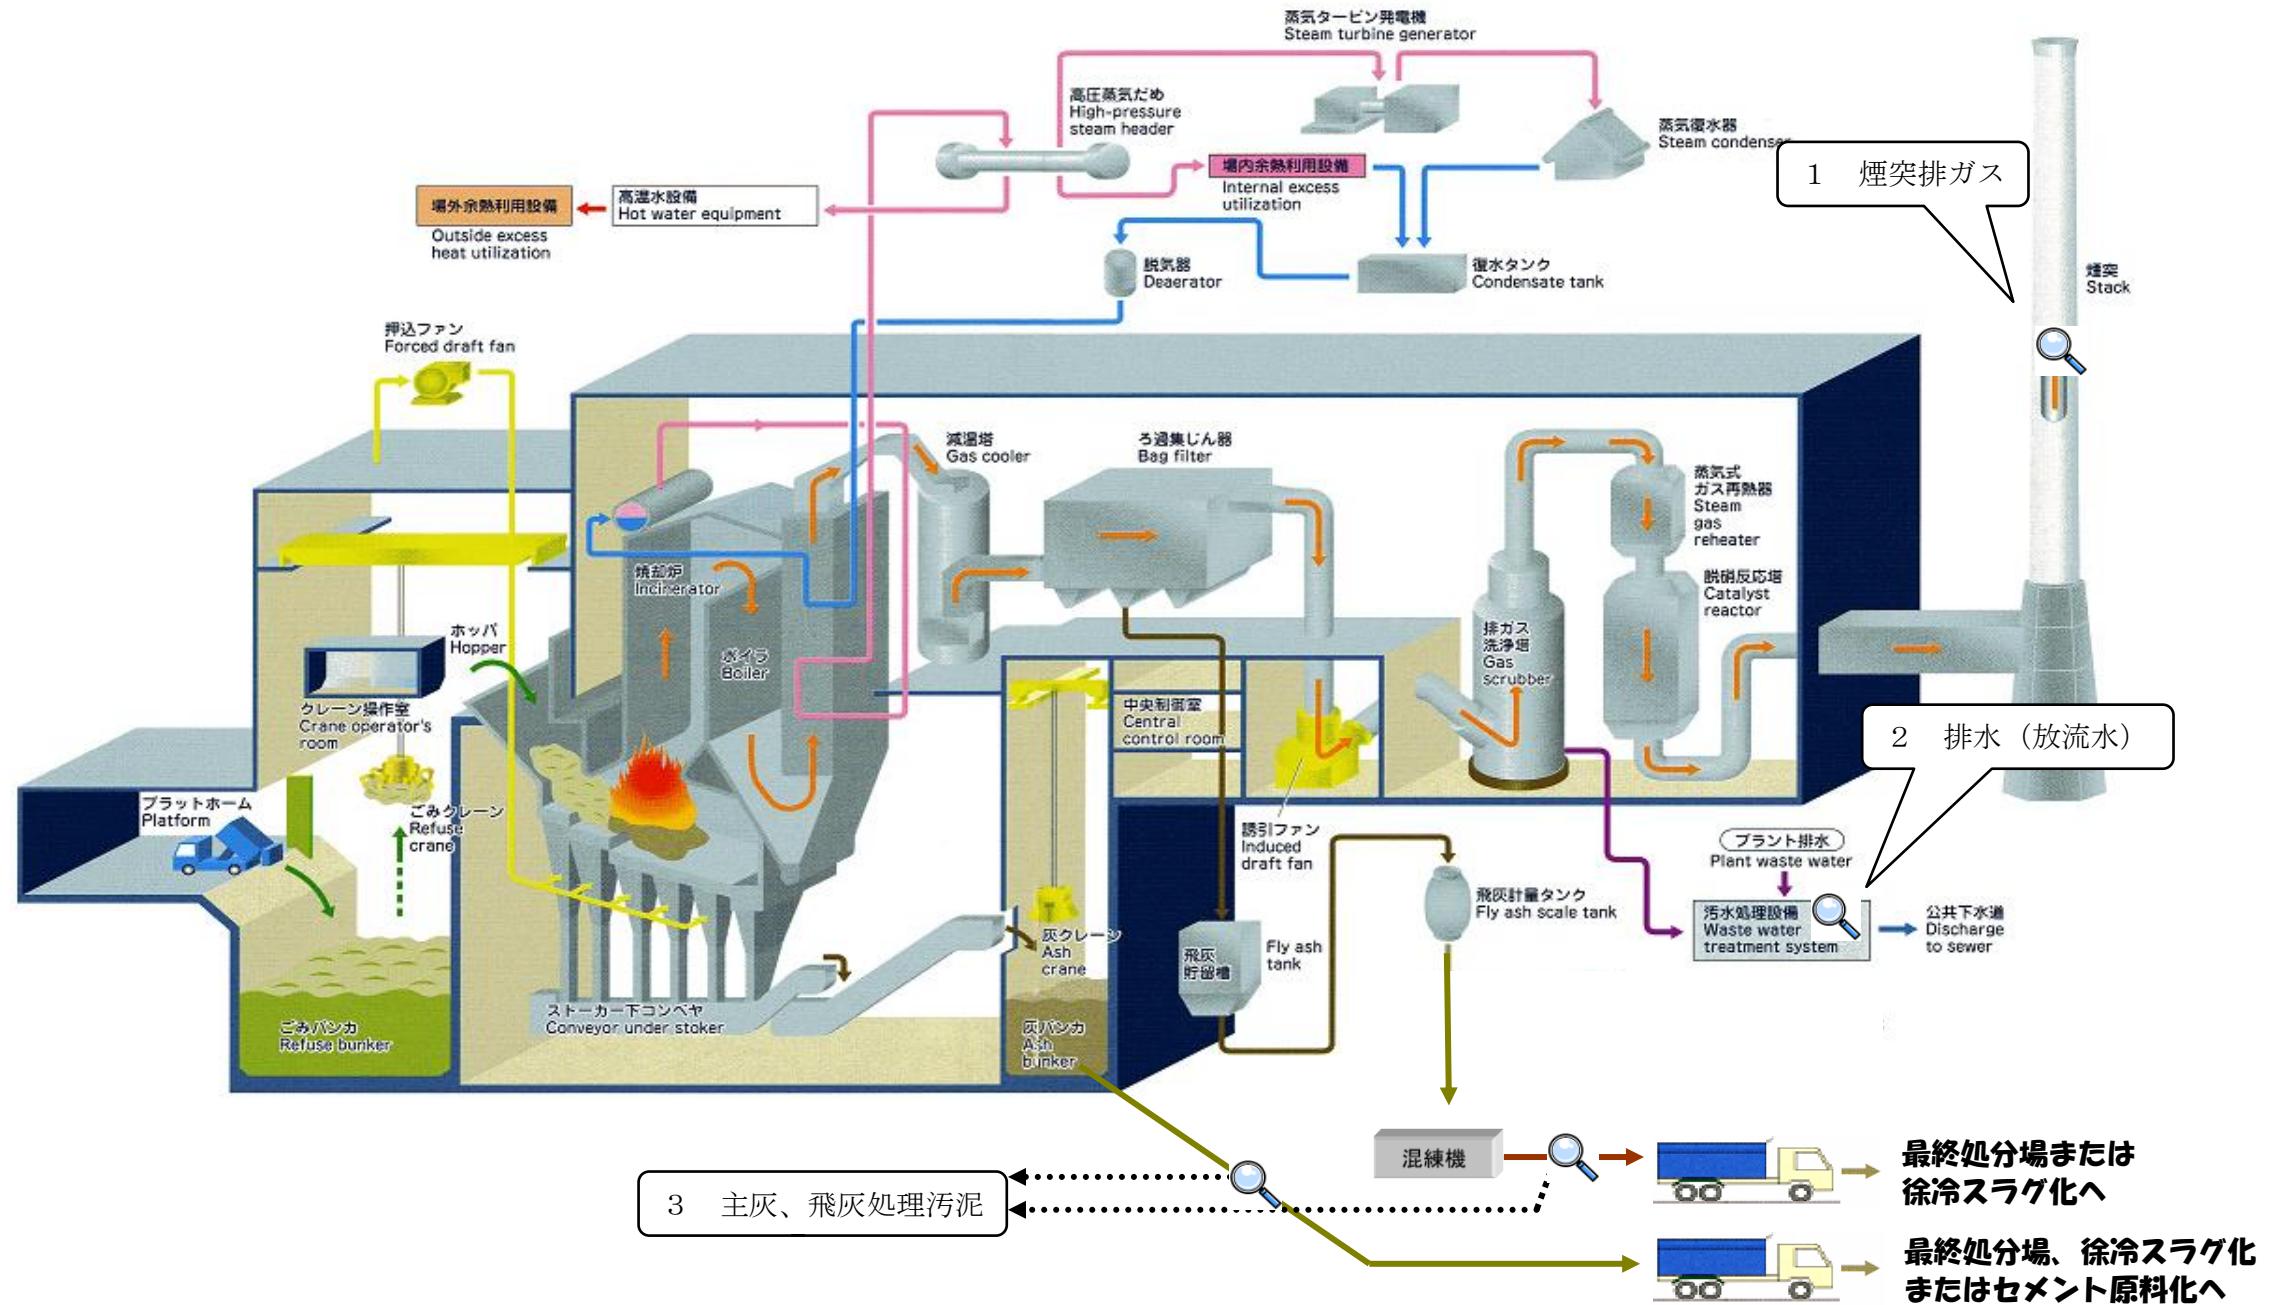 蒸気タービン発電機
Steam turbine generator
高圧蒸気だめ
High-pressure
steam header
蒸気復水器
Steam condenser
1 煙突排ガス
場内余熱利用設備
Internal excess
utilization
場外余熱利用設備
Outside excess
heat utilization
高温水設備
Hot water equipment
脱気器
Deaerator
復水タンク
Condensate tank
煙突
Stack
押込ファン
Forced draft fan
減温塔
Gas cooler
ろ過集じん器
Bag filter
蒸気式
ガス再熱器
Steam
gas
reheater
焼却炉
Incinerator
脱硝反応塔
Catalyst
reactor
ホッパ
Hopper
ボイラ
Boiler
排ガス
洗浄塔
Gas
scrubber
クレーン操作室
Crane operator's
room
中央制御室
Central
control room
2 排水（放流水）
プラットホーム
Platform
ごみクレーン
Refuse
crane
誘引ファン
Induced
draft fan
プラント排水
Plant waste water
飛灰計量タンク
Fly ash scale tank
汚水処理設備
Waste water
treatment system
公共下水道
Discharge
to sewer
灰クレーン
Ash
crane
飛灰
貯留槽
Fly ash
tank
ストーカー下コンベヤ
Conveyor under stoker
ごみバンカ
Refuse bunker
灰バンカ
Ash
bunker
混練機
最終処分場または
徐冷スラグ化へ
3 主灰、飛灰処理汚泥
最終処分場、徐冷スラグ化
またはセメント原料化へ